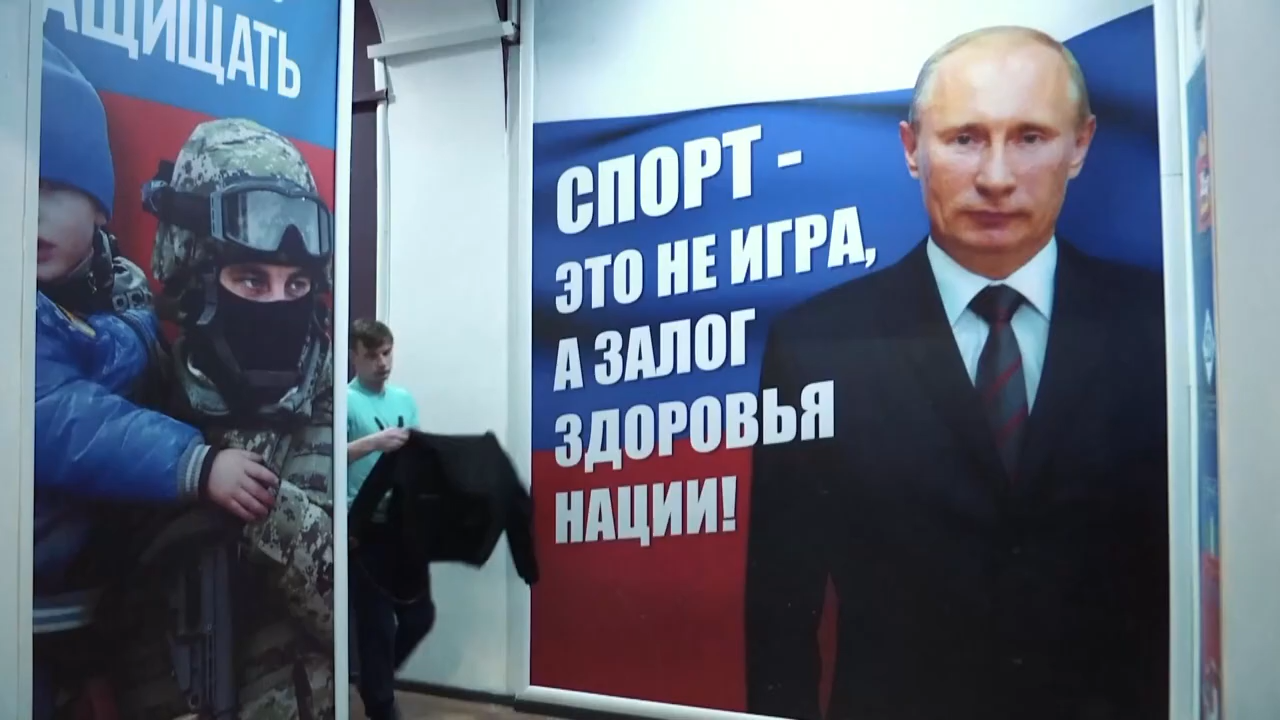 АЩИЩАТЬ
СПОРТ -
ЭТО НЕ ИГРА,
А ЗАЛОГ
ЗДОРОВЬЯ
НАЦИИ!